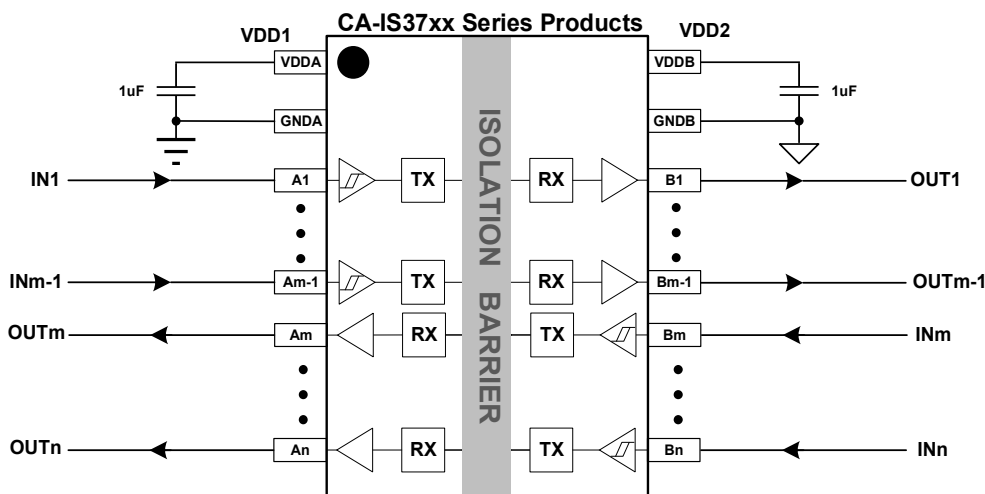 CA-IS37xx Series Products
VDD1
VDD2
VDDA
VDDB
1uF
1uF
GNDA
GNDB
ISOLATION BARRIER
IN1
A1
TX
RX
B1
OUT1
INm-1
Am-1
TX
RX
Bm-1
OUTm-1
OUTm
Am
RX
TX
Bm
INm
OUTn
An
RX
TX
Bn
INn